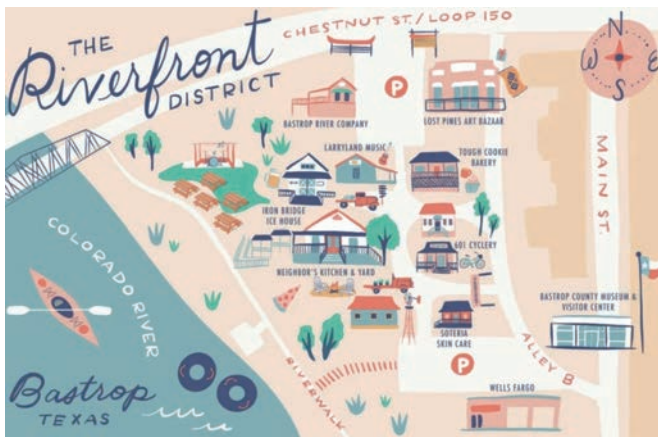 THE
Riverfront
DISTRICT
CHESTNUT ST./LOOP 150
N
W
E
S
P
BASTROP RIVER COMPANY
LOST PINES ART BAZAAR
LARRYLAND MUSIC
TOUGH COOKIE
BAKERY
MAIN ST.
IRON BRIDGE
ICE HOUSE
601 CYCLERY
COLORADO RIVER
NEIGHBOR'S KITCHEN & YARD
BASTROP COUNTY MUSEUM &
VISITOR CENTER
SOTERIA
SKIN CARE
ALLEY B
P
RIVERWALK
WELLS FARGO
Bastrop
TEXAS